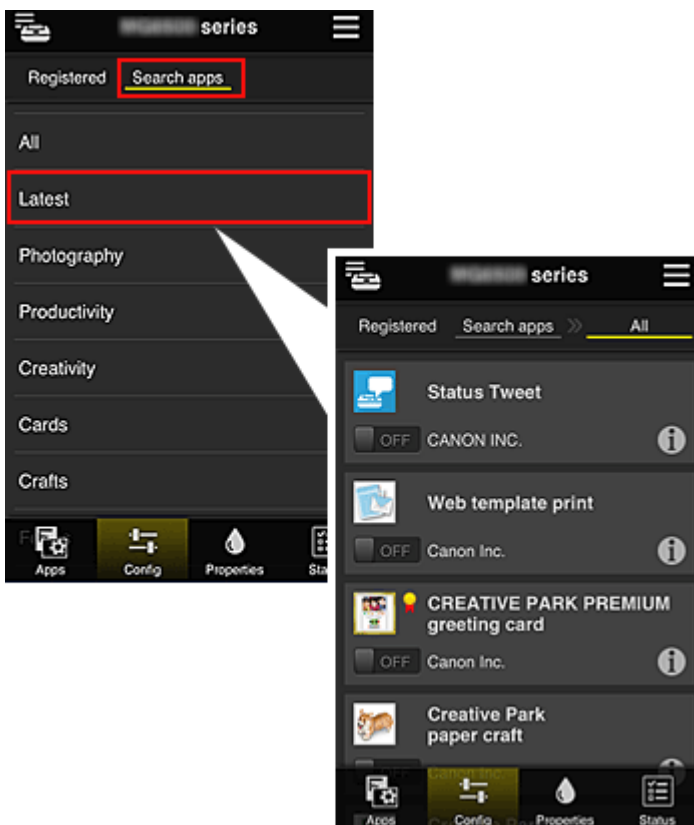 series
Registered Search apps
All
Latest
Photography
Productivity
Creativity
Cards
Crafts
Apps Config Properties
series
Registered Search apps All
Status Tweet
OFF CANON INC.
Web template print
OFF Canon Inc.
CREATIVE PARK PREMIUM
greeting card
OFF Canon Inc.
Creative Park
paper craft
Canon Inc.
Apps Config Properties Status